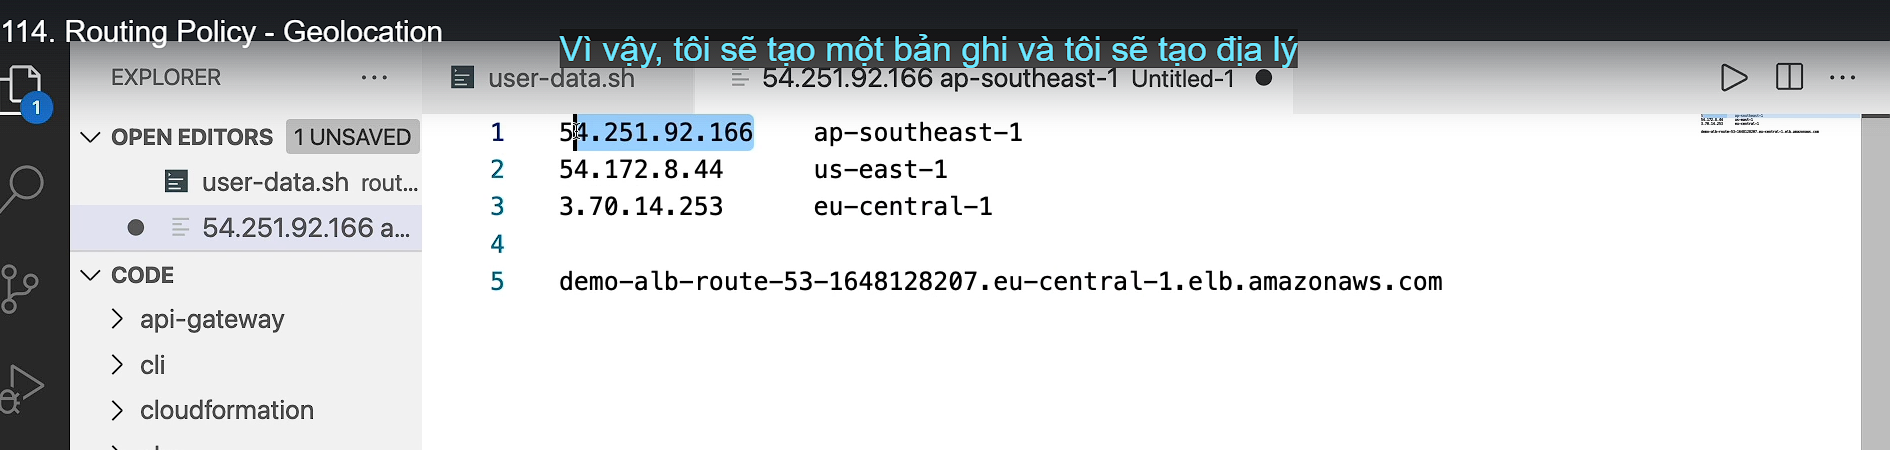 114. Routing Policy - Geolocation
Vì vậy, tôi sẽ tạo một bản ghi và tôi sẽ tạo địa lý
EXPLORER ···
user-data.sh
54.251.92.166 ap-southeast-1 Untitled-1
1
OPEN EDITORS 1 UNSAVED
user-data.sh rout...
54.251.92.166 a...
CODE
api-gateway
cli
cloudformation
1 54.251.92.166 ap-southeast-1
2 54.172.8.44 us-east-1
3 3.70.14.253 eu-central-1
4
5 demo-alb-route-53-1648128207.eu-central-1.elb.amazonaws.com